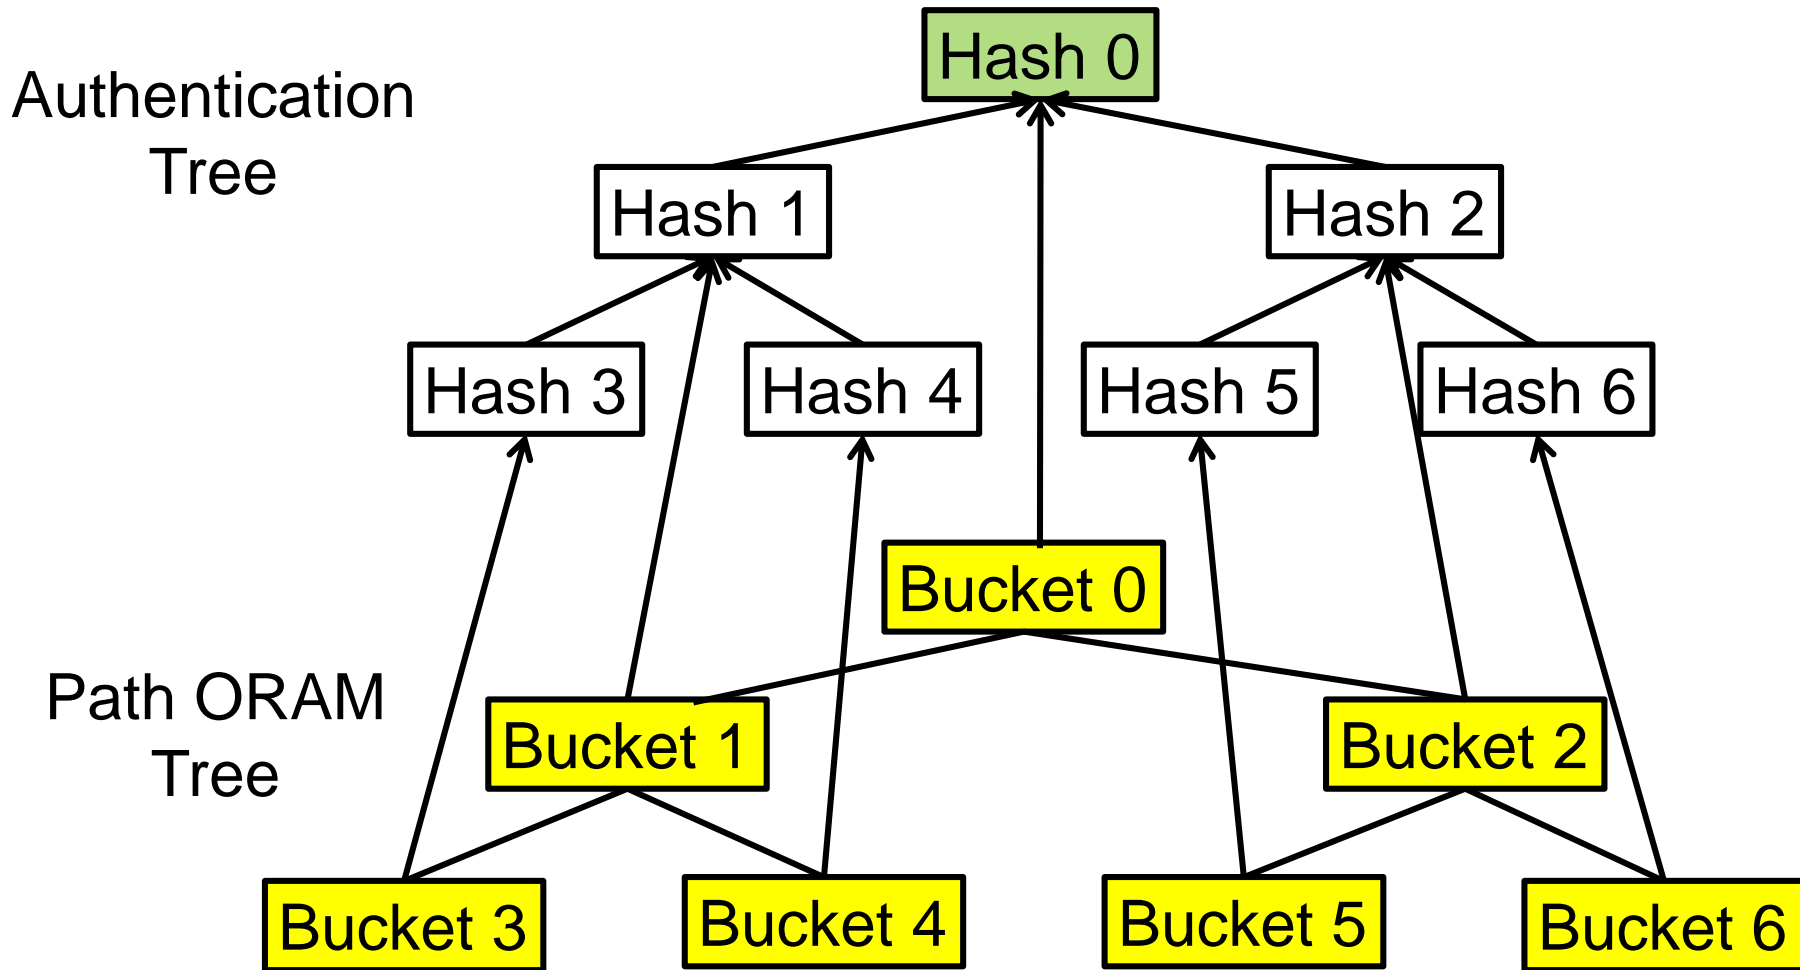 Hash 0
Authentication
Tree
Hash 1
Hash 2
Hash 3
Hash 4
Hash 5
Hash 6
Bucket 0
Path ORAM
Tree
Bucket 1
Bucket 2
Bucket 3
Bucket 4
Bucket 5
Bucket 6